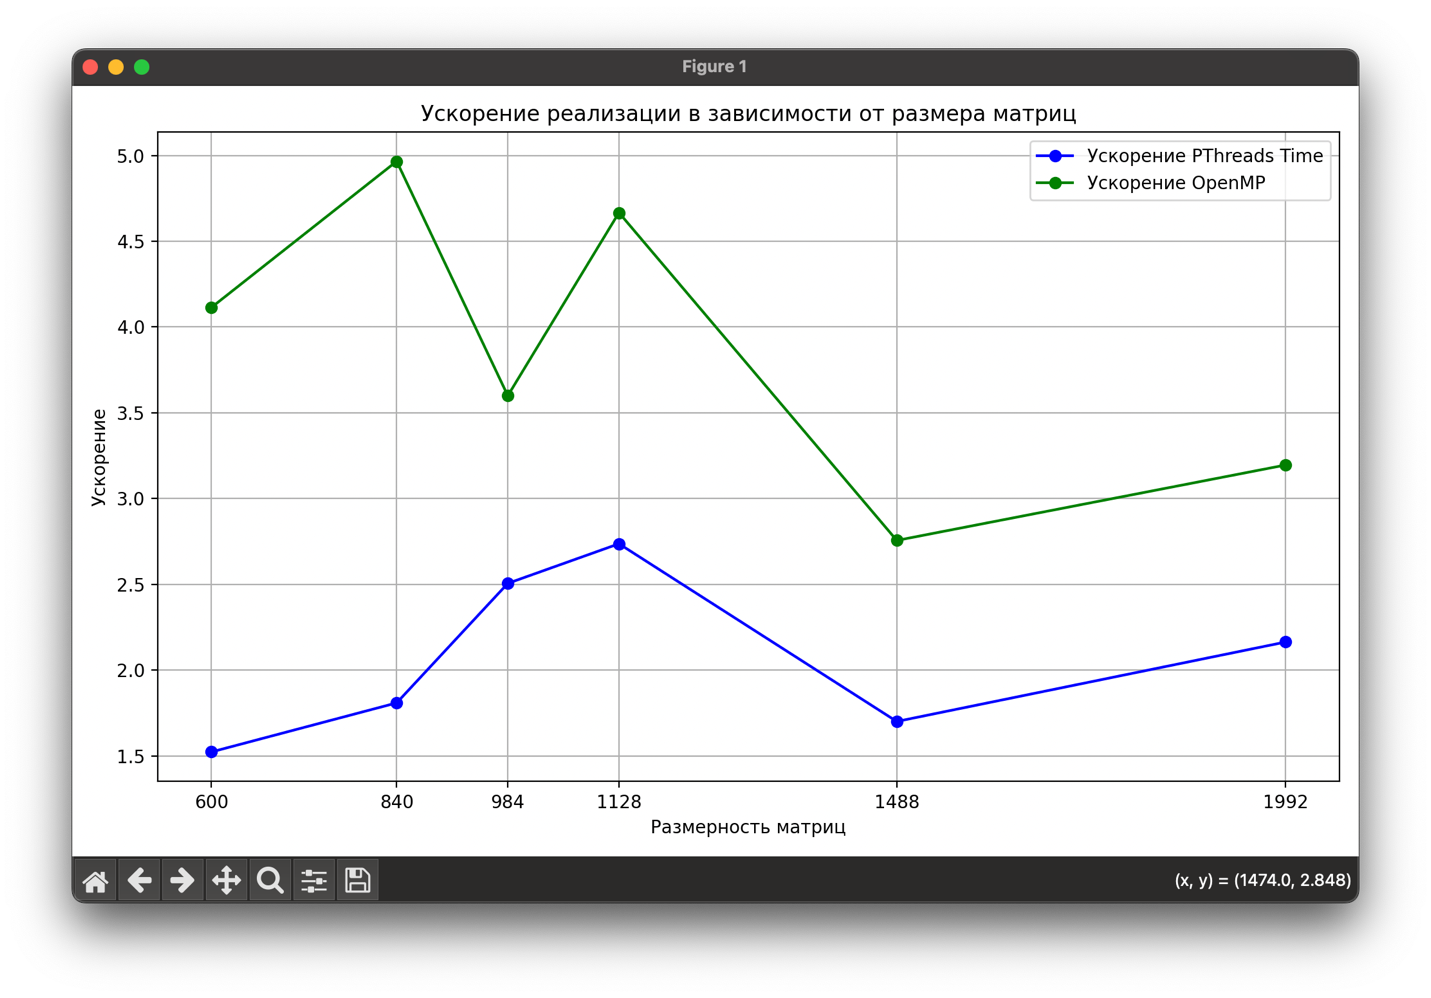 Figure 1
Ускорение реализации в зависимости от размера матриц
Ускорение PThreads Time
Ускорение OpenMP
5.0
4.5
4.0
3.5
3.0
2.5
2.0
1.5
Ускорение
600 840 984 1128 1488 1992
Размерность матриц
(x, y) = (1474.0, 2.848)